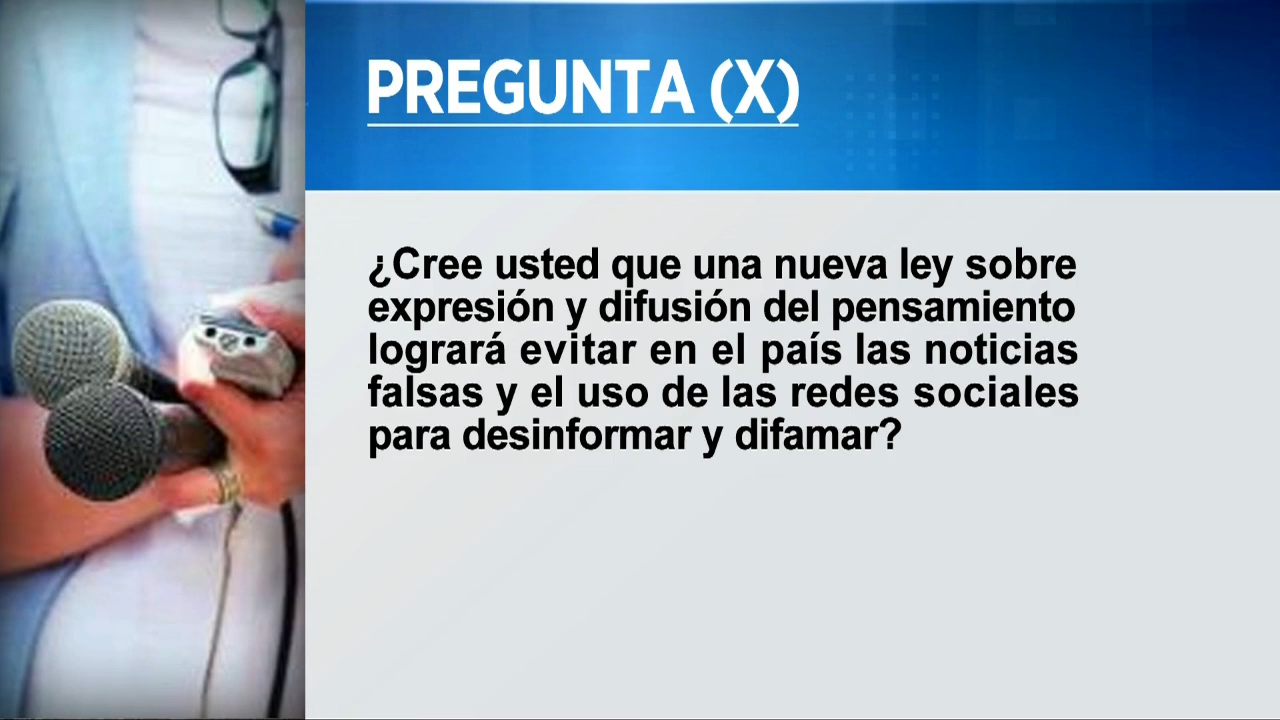 PREGUNTA (X)
¿Cree usted que una nueva ley sobre
expresión y difusión del pensamiento
logrará evitar en el país las noticias
falsas y el uso de las redes sociales
para desinformar y difamar?